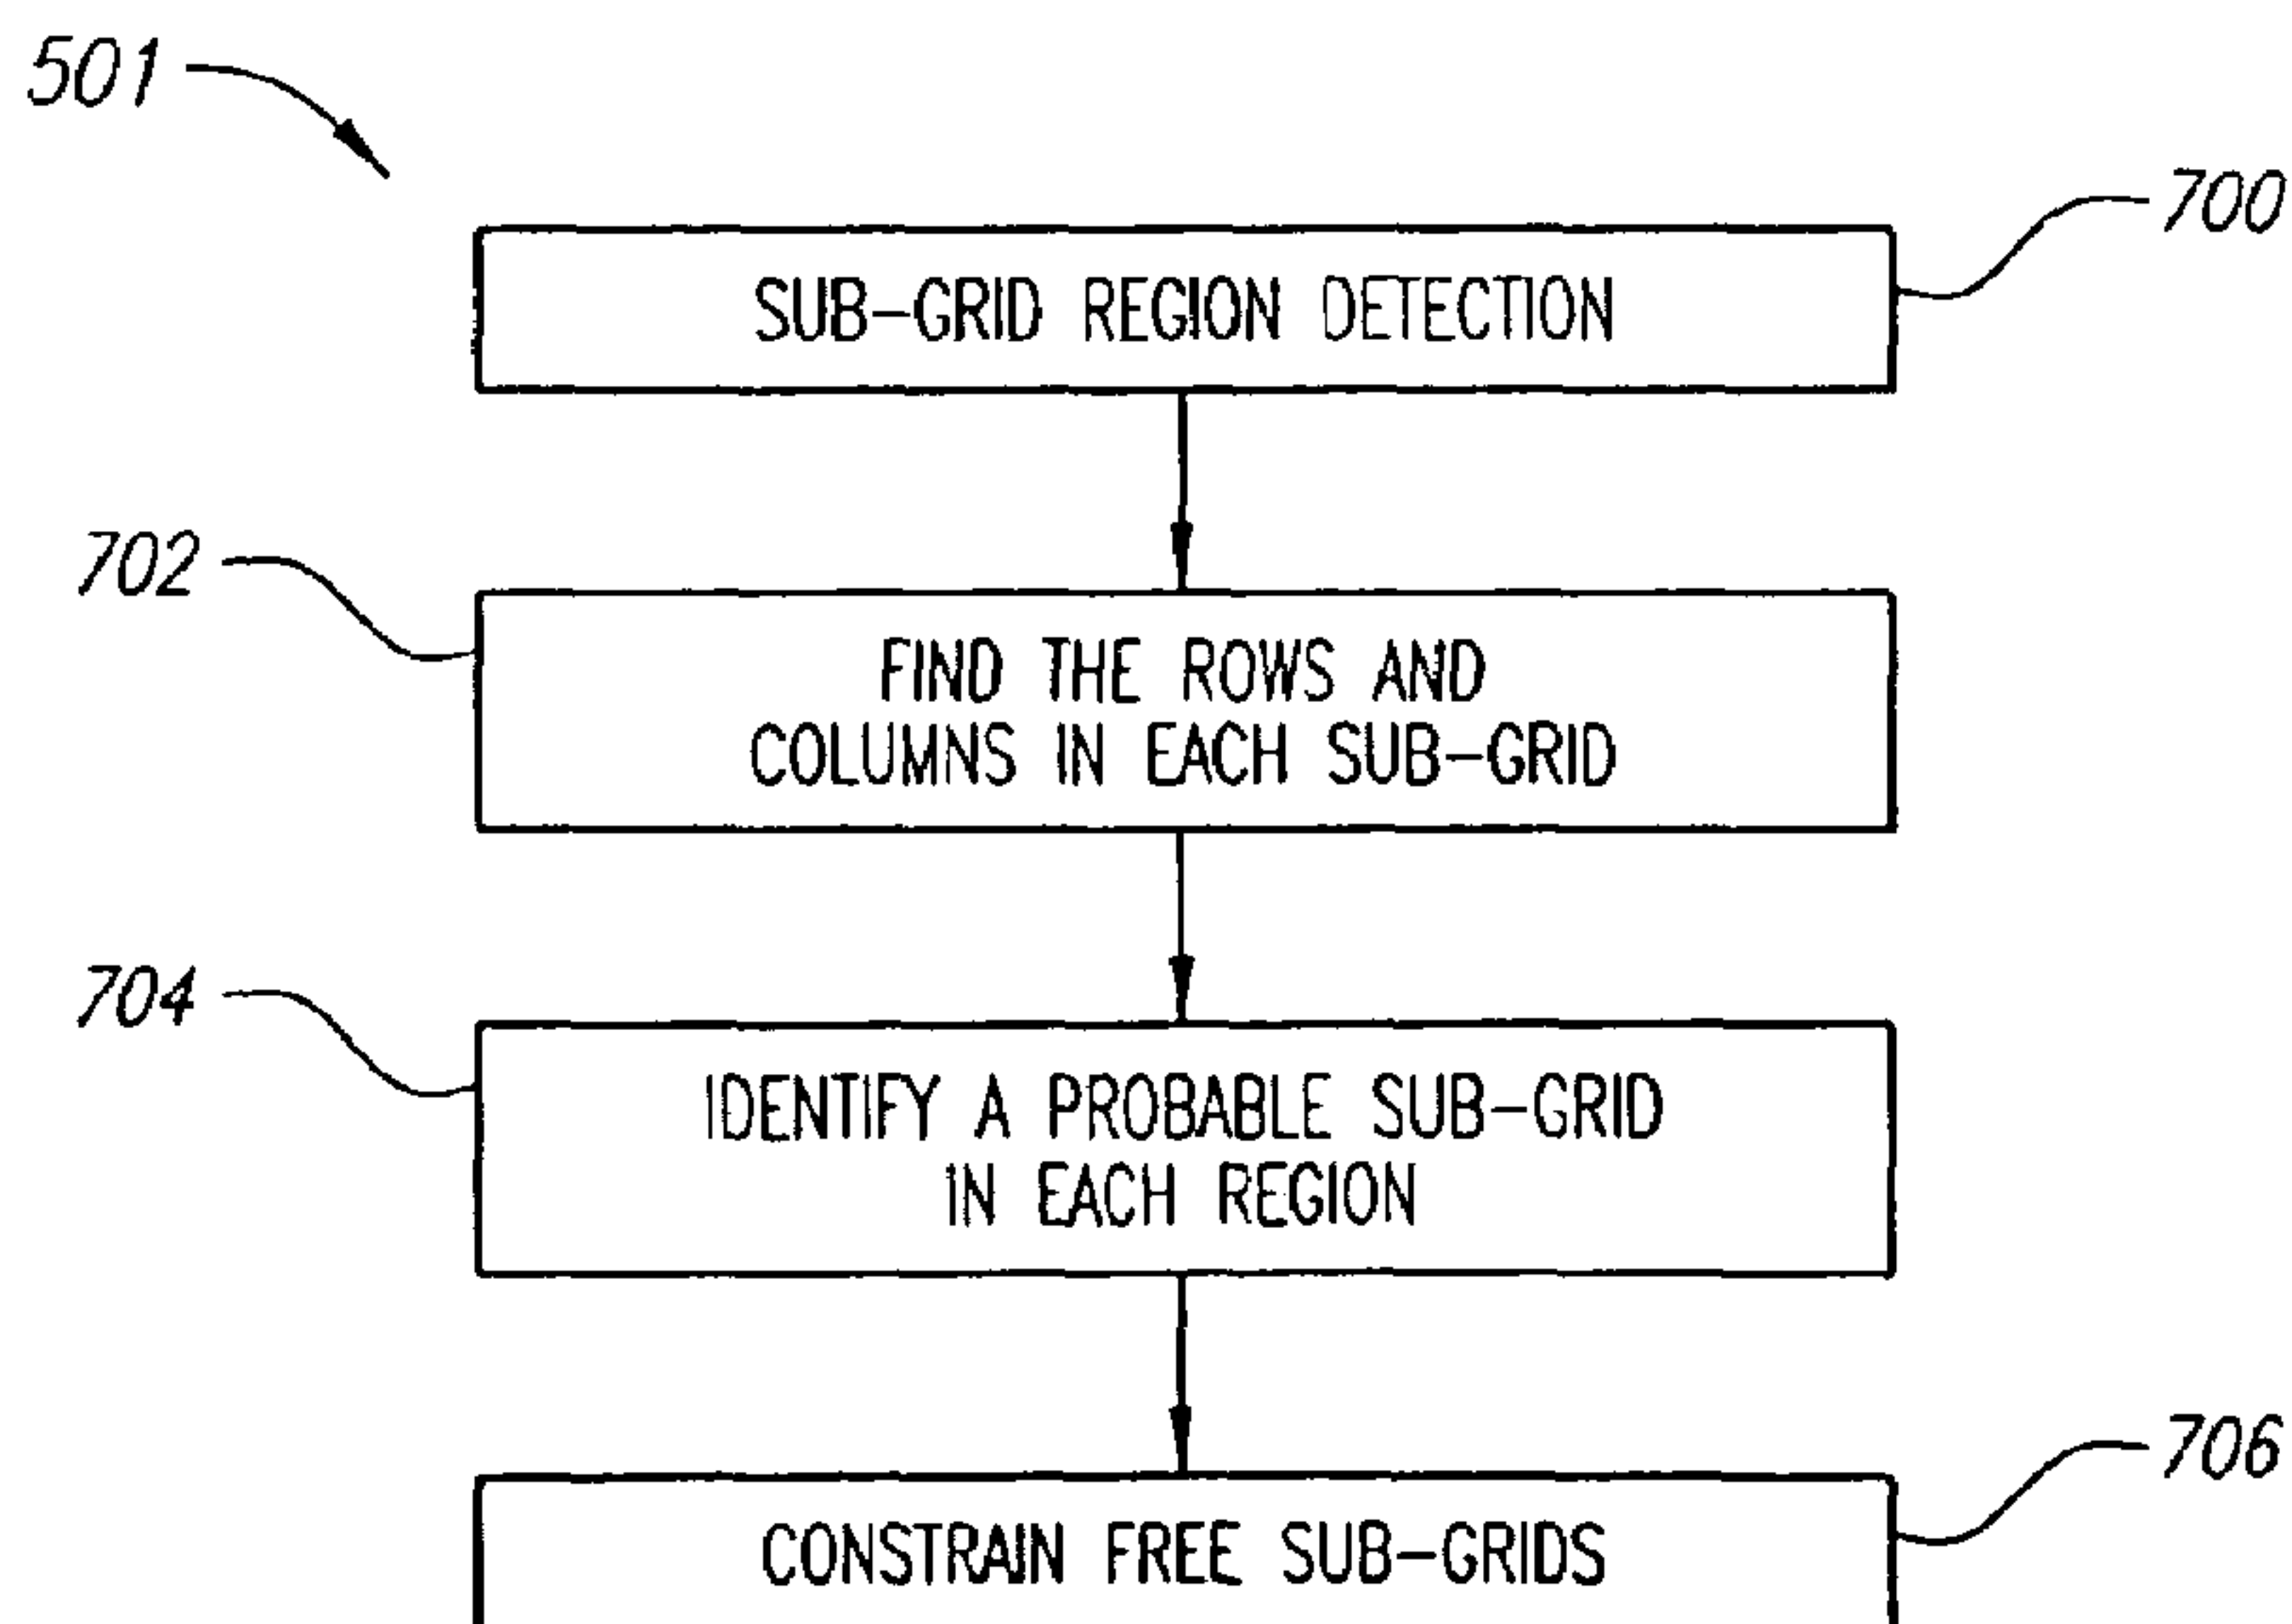 501
700
SUB-GRID REGION DETECTION
702
FIND THE ROWS AND
COLUMNS IN EACH SUB-GRID
704
IDENTIFY A PROBABLE SUB-GRID
IN EACH REGION
706
CONSTRAIN FREE SUB-GRIDS